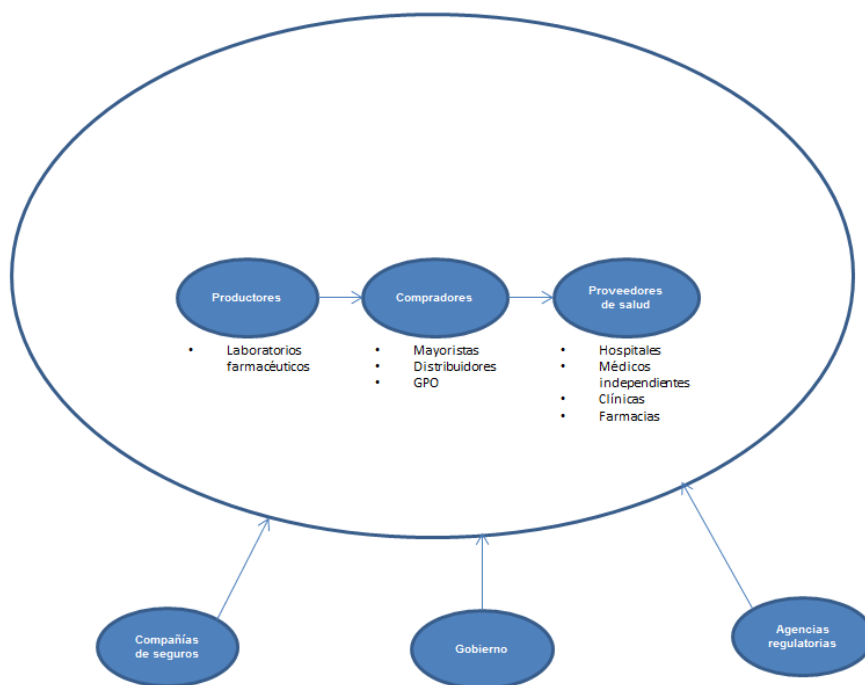 Productores
Compradores
Proveedores
de salud
• Laboratorios
farmacéuticos
• Mayoristas
• Distribuidores
• GPO
• Hospitales
• Médicos
independientes
• Clínicas
• Farmacias
Compañías
de seguros
Gobierno
Agencias
regulatorias